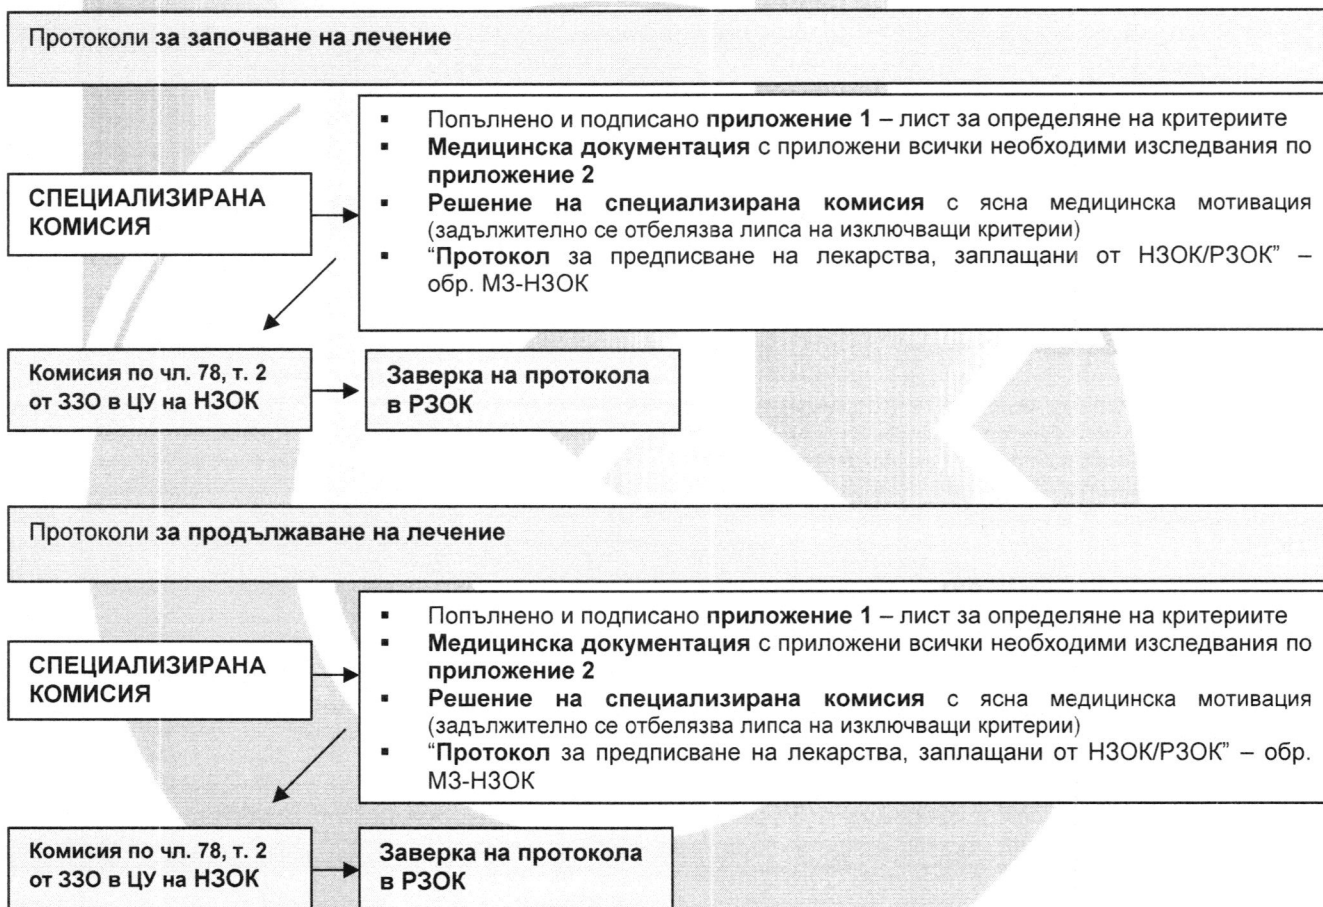 Протоколи за започване на лечение
СПЕЦИАЛИЗИРАНА
КОМИСИЯ
▪ Попълнено и подписано приложение 1 – лист за определяне на критериите
▪ Медицинска документация с приложени всички необходими изследвания по
приложение 2
▪ Решение на специализирана комисия с ясна медицинска мотивация
(задължително се отбелязва липса на изключващи критерии)
▪ “Протокол за предписване на лекарства, заплащани от НЗОК/РЗОК” –
обр. МЗ-НЗОК
Комисия по чл. 78, т. 2
от ЗЗО в ЦУ на НЗОК
Заверка на протокола
в РЗОК
Протоколи за продължаване на лечение
СПЕЦИАЛИЗИРАНА
КОМИСИЯ
▪ Попълнено и подписано приложение 1 – лист за определяне на критериите
▪ Медицинска документация с приложени всички необходими изследвания по
приложение 2
▪ Решение на специализирана комисия с ясна медицинска мотивация
(задължително се отбелязва липса на изключващи критерии)
▪ “Протокол за предписване на лекарства, заплащани от НЗОК/РЗОК” – обр.
МЗ-НЗОК
Комисия по чл. 78, т. 2
от ЗЗО в ЦУ на НЗОК
Заверка на протокола
в РЗОК